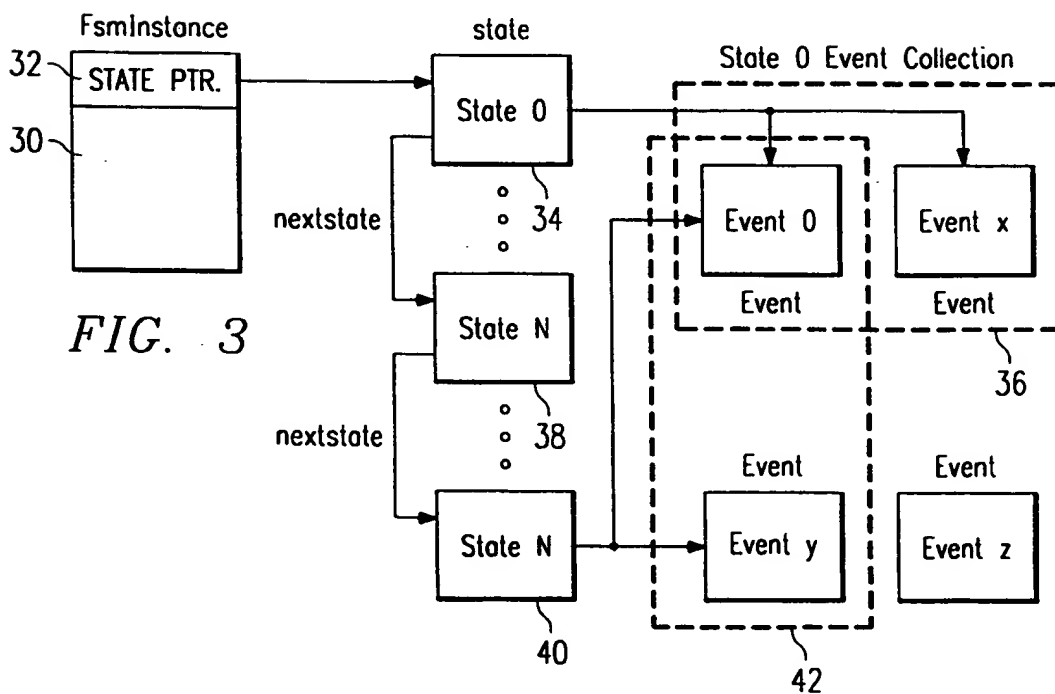 FsmInstance
32
STATE PTR.
30
FIG. 3
state
State 0
34
nextstate
State N
38
nextstate
State N
40
State 0 Event Collection
Event 0
Event
Event x
Event
36
Event
Event y
Event
Event z
42